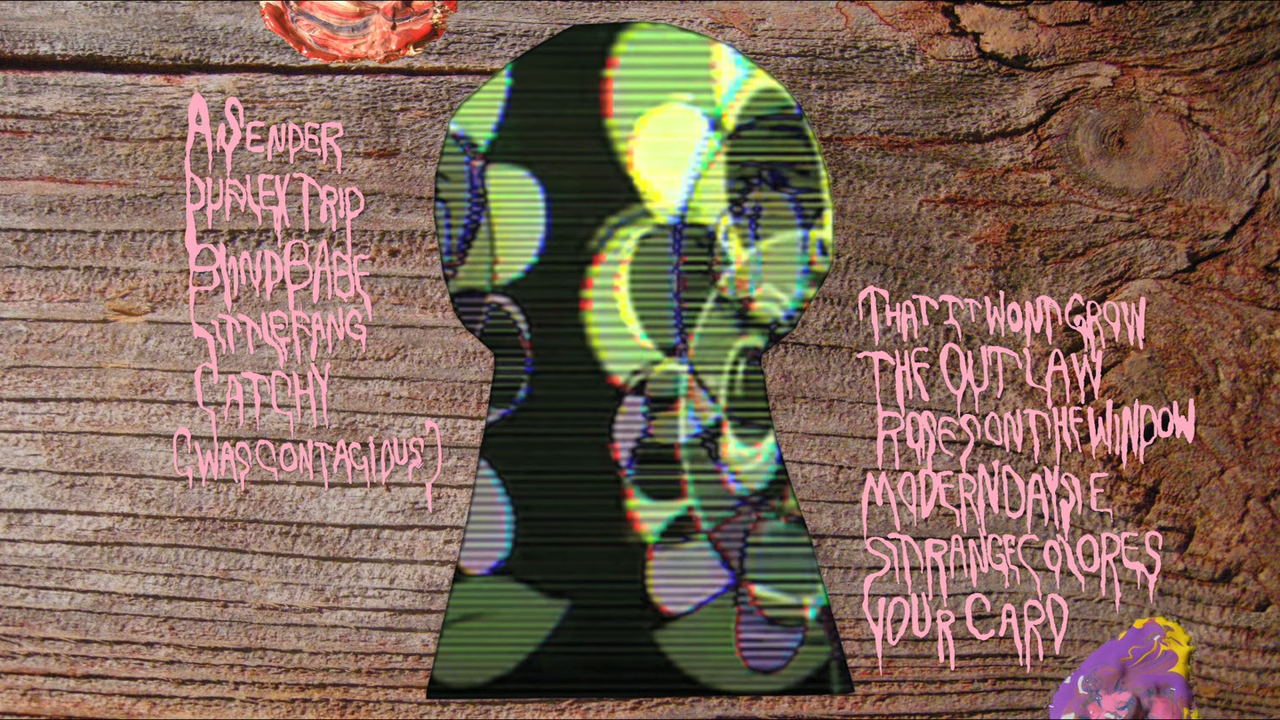 A SENDER
DUPLEX TRIP
BLIND BABE
LITTLE FANG
CATCHY
(WAS CONTAGIOUS)
THAT IT WONT GROW
THE OUTLAW
ROSES ON THE WINDOW
MODERN DAYS E
STRANGE COLORES
YOUR CARD